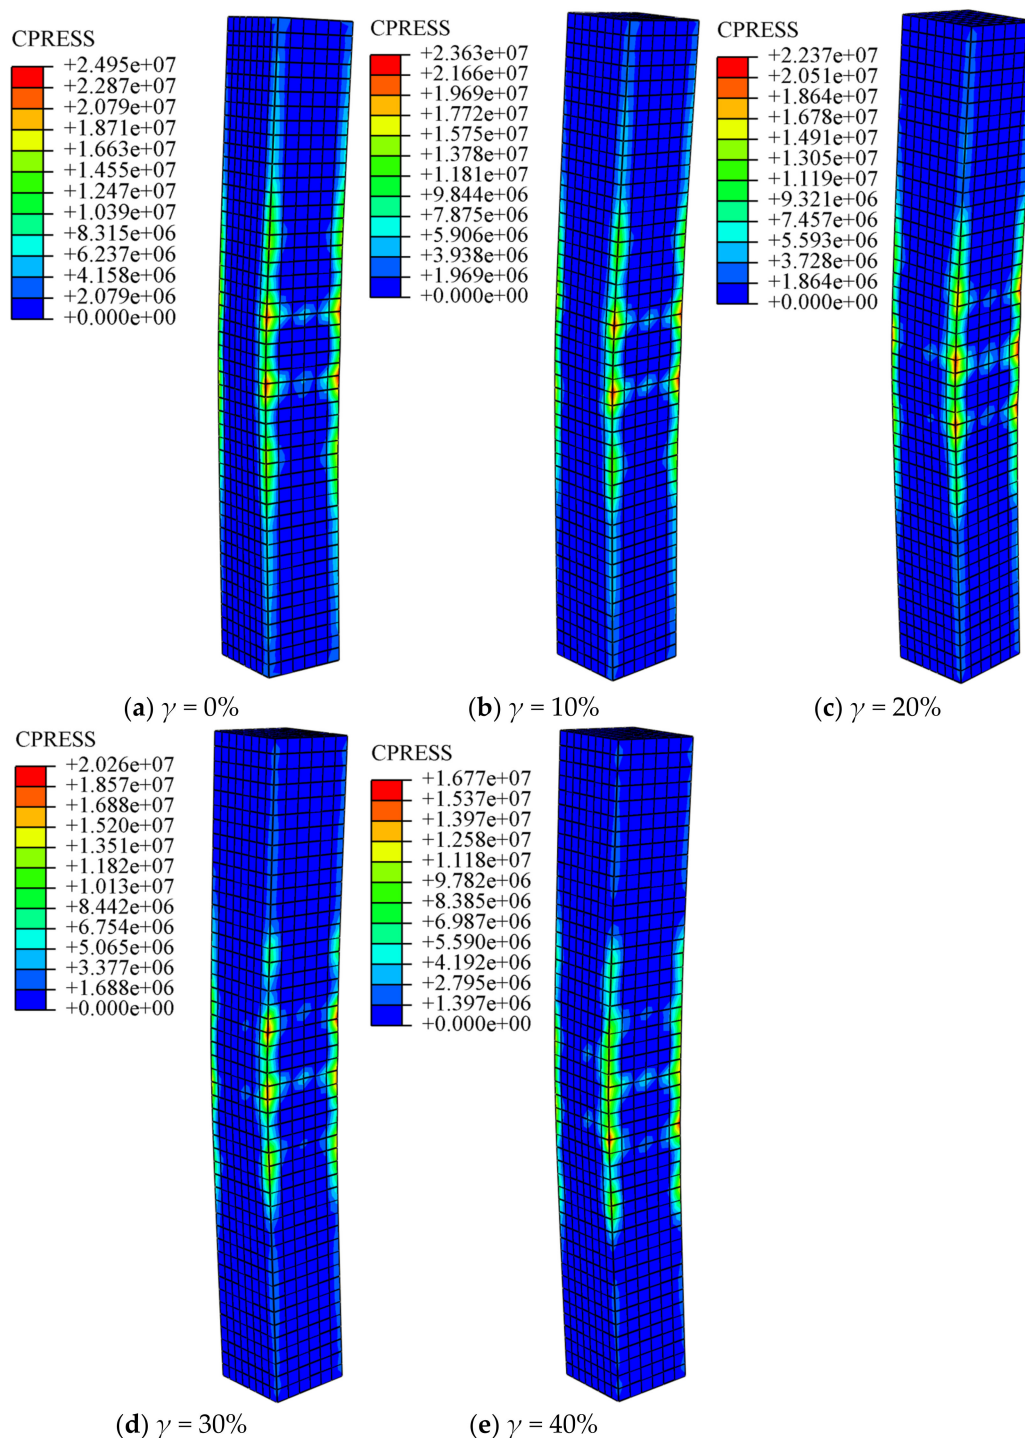 CPRESS
+2.495e+07
+2.287e+07
+2.079e+07
+1.871e+07
+1.663e+07
+1.455e+07
+1.247e+07
+1.039e+07
+8.315e+06
+6.237e+06
+4.158e+06
+2.079e+06
+0.000e+00
(a) γ = 0%
CPRESS
+2.363e+07
+2.166e+07
+1.969e+07
+1.772e+07
+1.575e+07
+1.378e+07
+1.181e+07
+9.844e+06
+7.875e+06
+5.906e+06
+3.938e+06
+1.969e+06
+0.000e+00
(b) γ = 10%
CPRESS
+2.237e+07
+2.051e+07
+1.864e+07
+1.678e+07
+1.491e+07
+1.305e+07
+1.119e+07
+9.321e+06
+7.457e+06
+5.593e+06
+3.728e+06
+1.864e+06
+0.000e+00
(c) γ = 20%
CPRESS
+2.026e+07
+1.857e+07
+1.688e+07
+1.520e+07
+1.351e+07
+1.182e+07
+1.013e+07
+8.442e+06
+6.754e+06
+5.065e+06
+3.377e+06
+1.688e+06
+0.000e+00
(d) γ = 30%
CPRESS
+1.677e+07
+1.537e+07
+1.397e+07
+1.258e+07
+1.118e+07
+9.782e+06
+8.385e+06
+6.987e+06
+5.590e+06
+4.192e+06
+2.795e+06
+1.397e+06
+0.000e+00
(e) γ = 40%